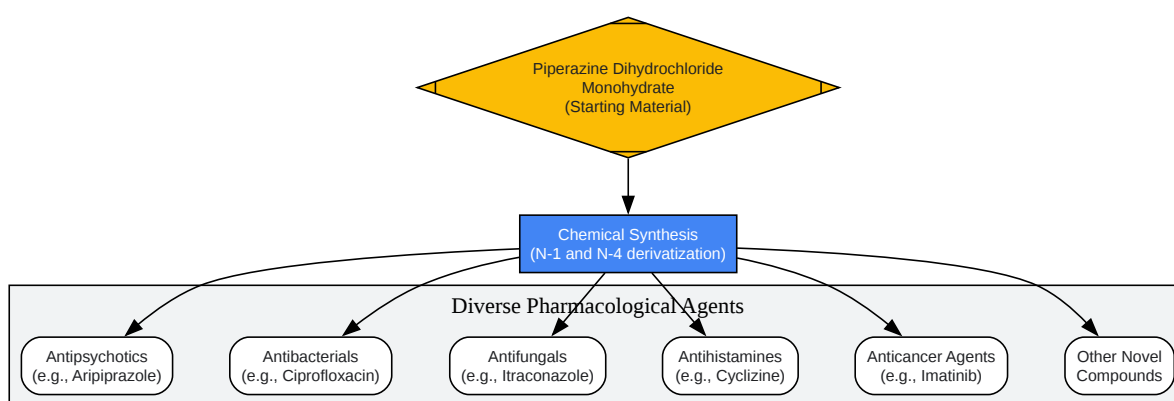 Piperazine Dihydrochloride
Monohydrate
(Starting Material)
Chemical Synthesis
(N-1 and N-4 derivatization)
Diverse Pharmacological Agents
Antipsychotics
(e.g., Aripiprazole)
Antibacterials
(e.g., Ciprofloxacin)
Antifungals
(e.g., Itraconazole)
Antihistamines
(e.g., Cyclizine)
Anticancer Agents
(e.g., Imatinib)
Other Novel
Compounds